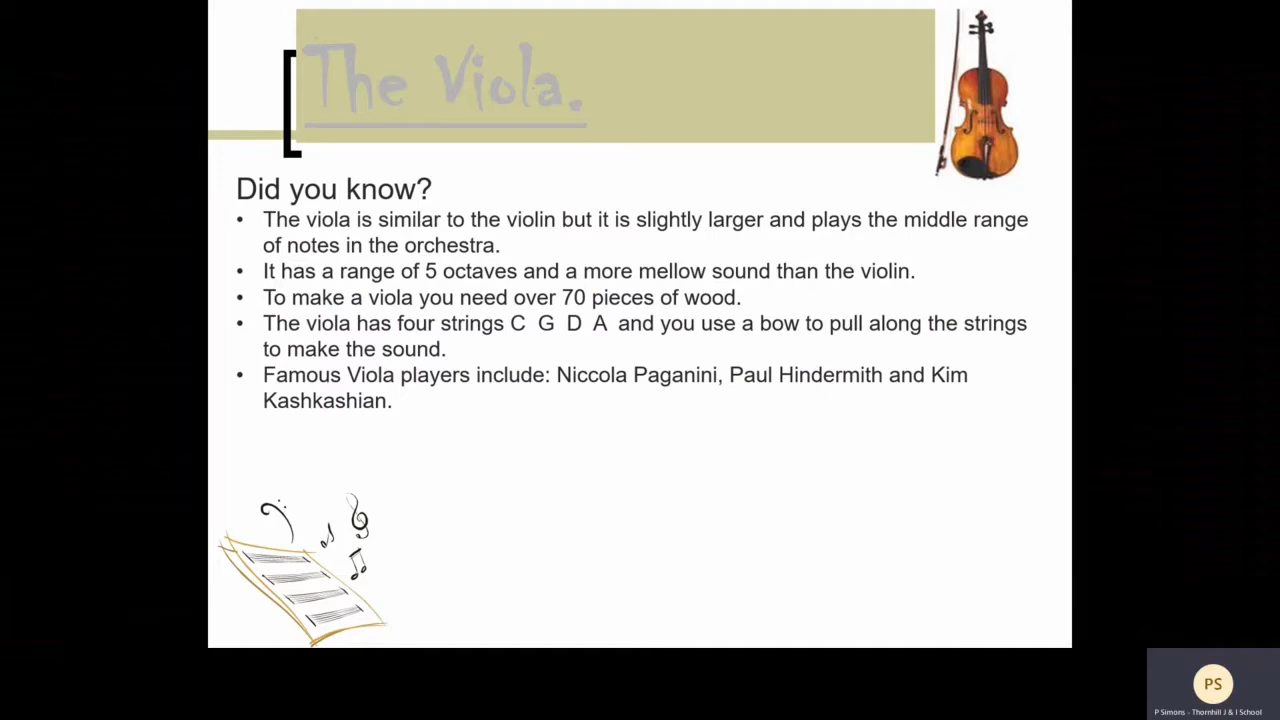 The Viola.
Did you know?
• The viola is similar to the violin but it is slightly larger and plays the middle range
of notes in the orchestra.
• It has a range of 5 octaves and a more mellow sound than the violin.
• To make a viola you need over 70 pieces of wood.
• The viola has four strings C G D A and you use a bow to pull along the strings
to make the sound.
• Famous Viola players include: Niccola Paganini, Paul Hindermith and Kim
Kashkashian.
PS
P Simons - Thornhill J & I School